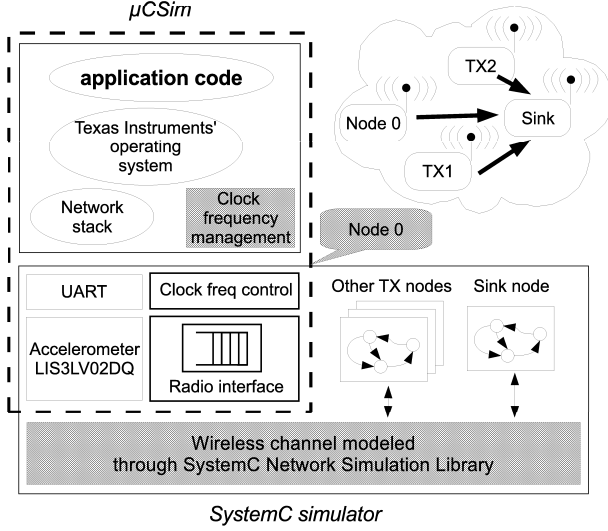 µCSim
application code
Texas Instruments'
operating
system
Network
stack
Clock
frequency
management
TX2
Node 0
Sink
TX1
Node 0
UART
Clock freq control
Other TX nodes
Sink node
Accelerometer
LIS3LV02DQ
Radio interface
Wireless channel modeled
through SystemC Network Simulation Library
SystemC simulator